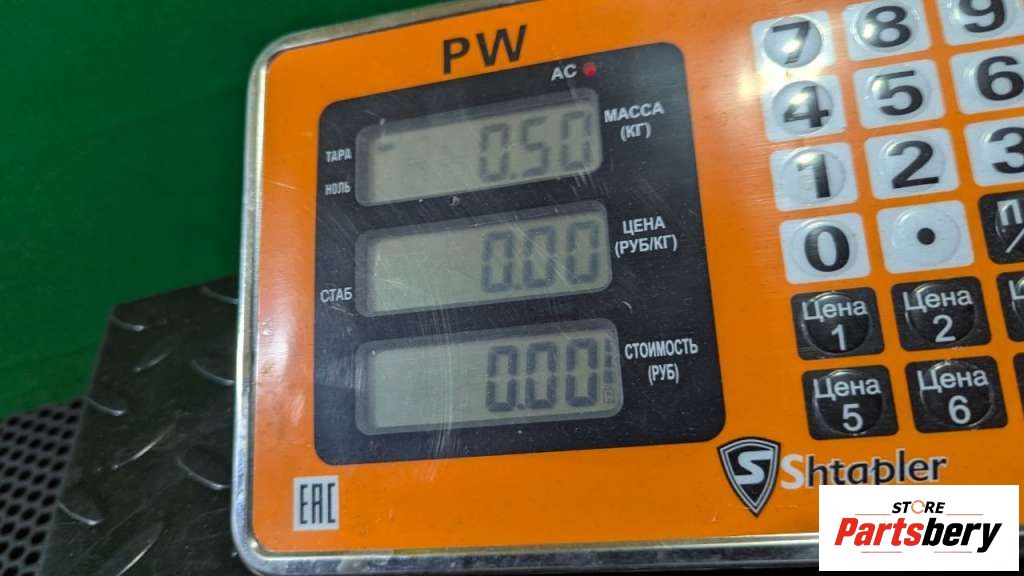 PW
AC
ТАРА
НОЛЬ
- 0.50
МАССА
(КГ)
СТАБ
0.00
ЦЕНА
(РУБ/КГ)
0.00
СТОИМОСТЬ
(РУБ)
7 8 9
4 5 6
1 2 3
0 .
Цена
1
Цена
2
Цена
5
Цена
6
EAC
S Shtapler
STORE
Partsbery